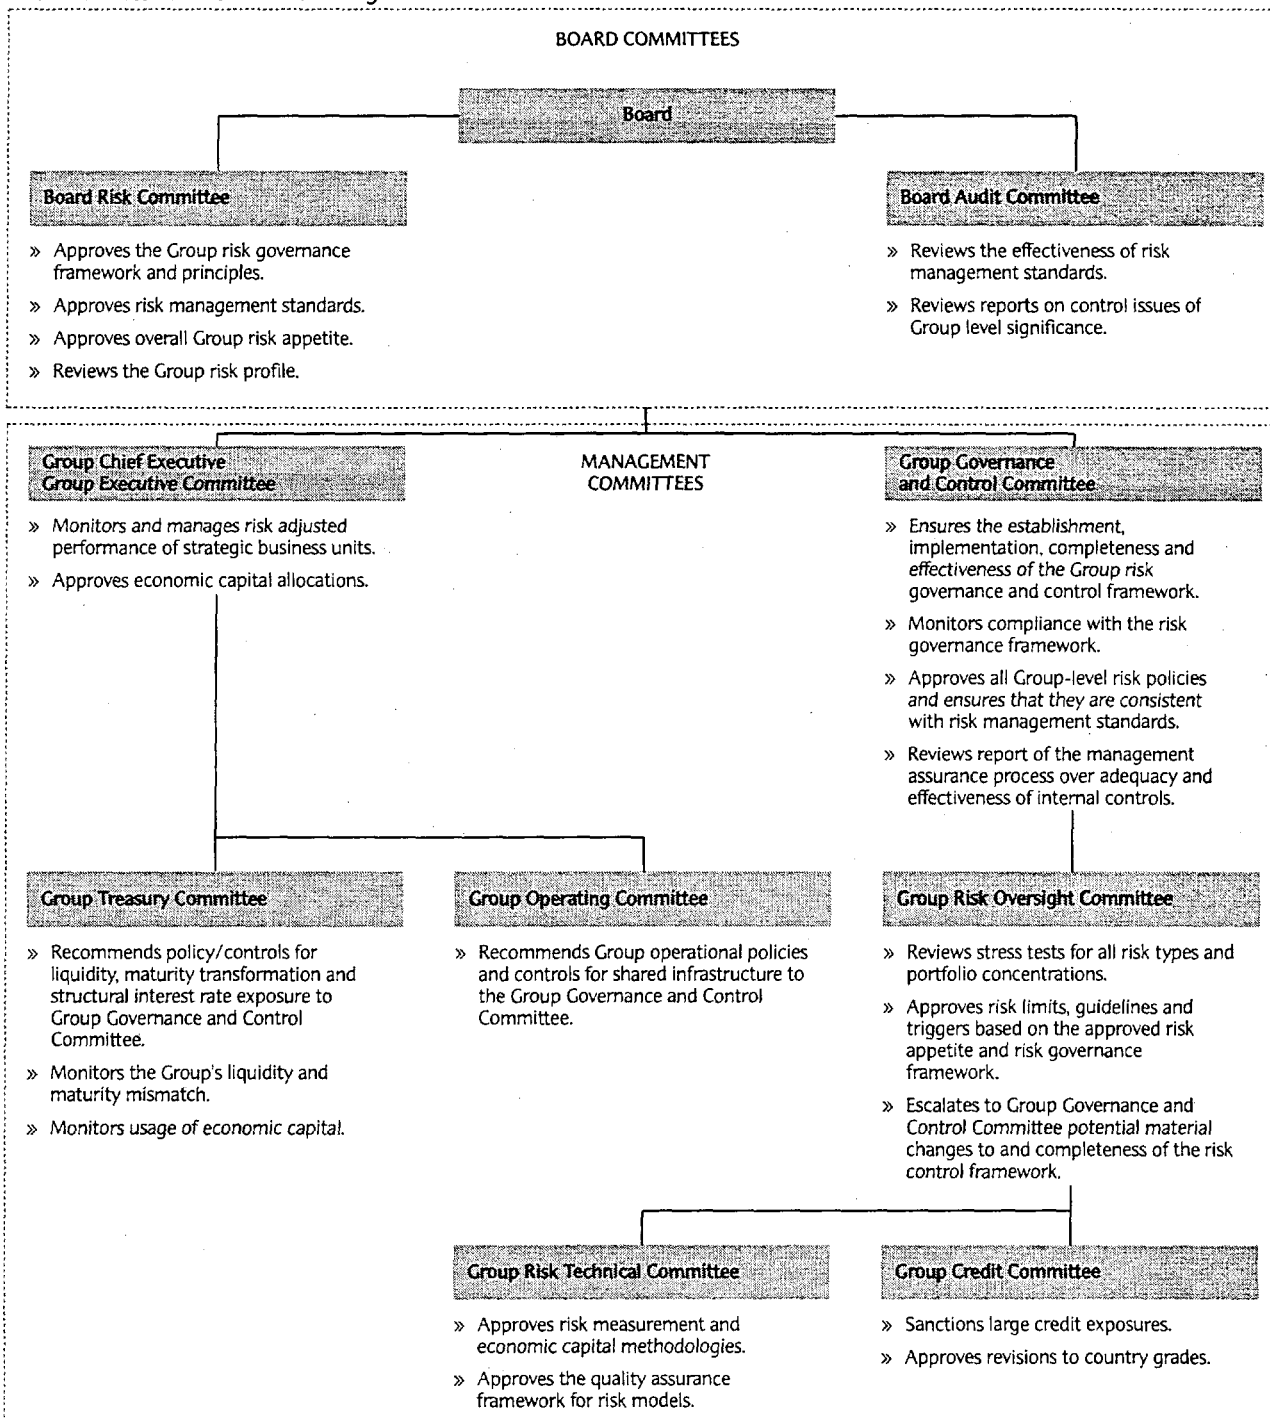 BOARD COMMITTEES
Board
Board Risk Committee
» Approves the Group risk governance
framework and principles.
» Approves risk management standards.
» Approves overall Group risk appetite.
» Reviews the Group risk profile.
Board Audit Committee
» Reviews the effectiveness of risk
management standards.
» Reviews reports on control issues of
Group level significance.
MANAGEMENT
COMMITTEES
Group Chief Executive
Group Executive Committee
» Monitors and manages risk adjusted
performance of strategic business units.
» Approves economic capital allocations.
Group Governance
and Control Committee
» Ensures the establishment,
implementation, completeness and
effectiveness of the Group risk
governance and control framework.
» Monitors compliance with the risk
governance framework.
» Approves all Group-level risk policies
and ensures that they are consistent
with risk management standards.
» Reviews report of the management
assurance process over adequacy and
effectiveness of internal controls.
Group Treasury Committee
» Recommends policy/controls for
liquidity, maturity transformation and
structural interest rate exposure to
Group Governance and Control
Committee.
» Monitors the Group's liquidity and
maturity mismatch.
» Monitors usage of economic capital.
Group Operating Committee
» Recommends Group operational policies
and controls for shared infrastructure to
the Group Governance and Control
Committee.
Group Risk Oversight Committee
» Reviews stress tests for all risk types and
portfolio concentrations.
» Approves risk limits, guidelines and
triggers based on the approved risk
appetite and risk governance
framework.
» Escalates to Group Governance and
Control Committee potential material
changes to and completeness of the risk
control framework.
Group Risk Technical Committee
» Approves risk measurement and
economic capital methodologies.
» Approves the quality assurance
framework for risk models.
Group Credit Committee
» Sanctions large credit exposures.
» Approves revisions to country grades.